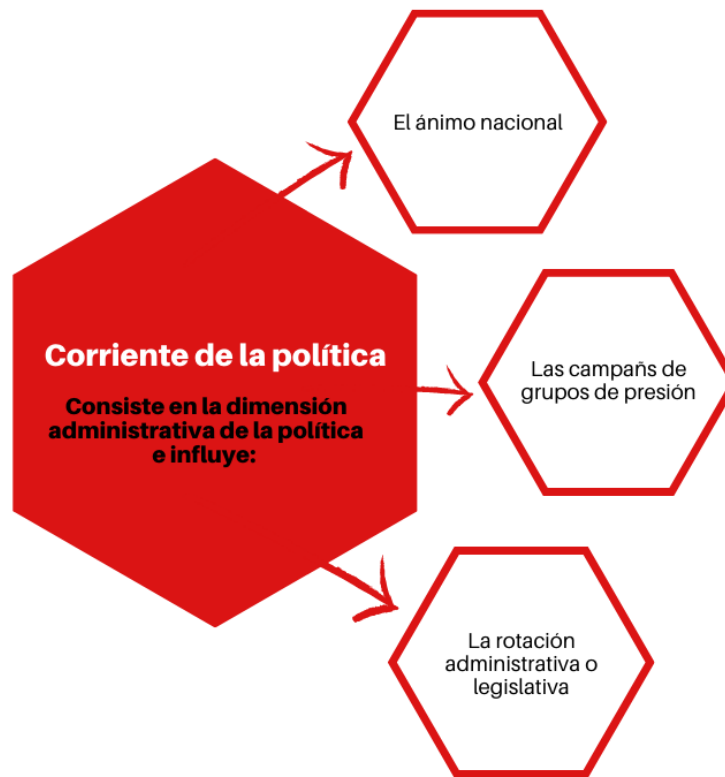 El ánimo nacional
Corriente de la política
Consiste en la dimensión
administrativa de la política
e influye:
Las campañs de
grupos de presión
La rotación
administrativa o
legislativa